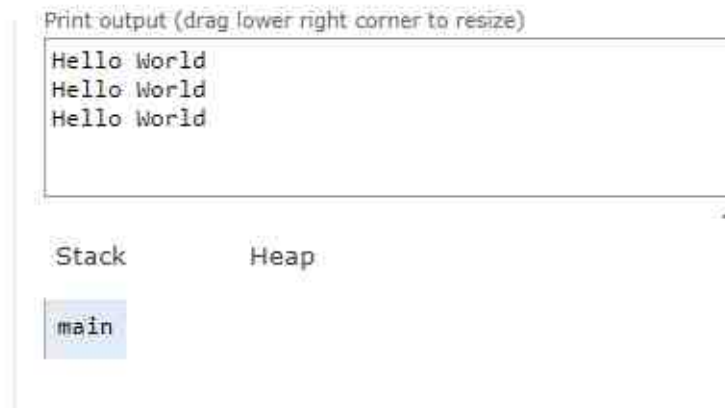 Print output (drag lower right corner to resize)
Hello World
Hello World
Hello World
Stack Heap
main